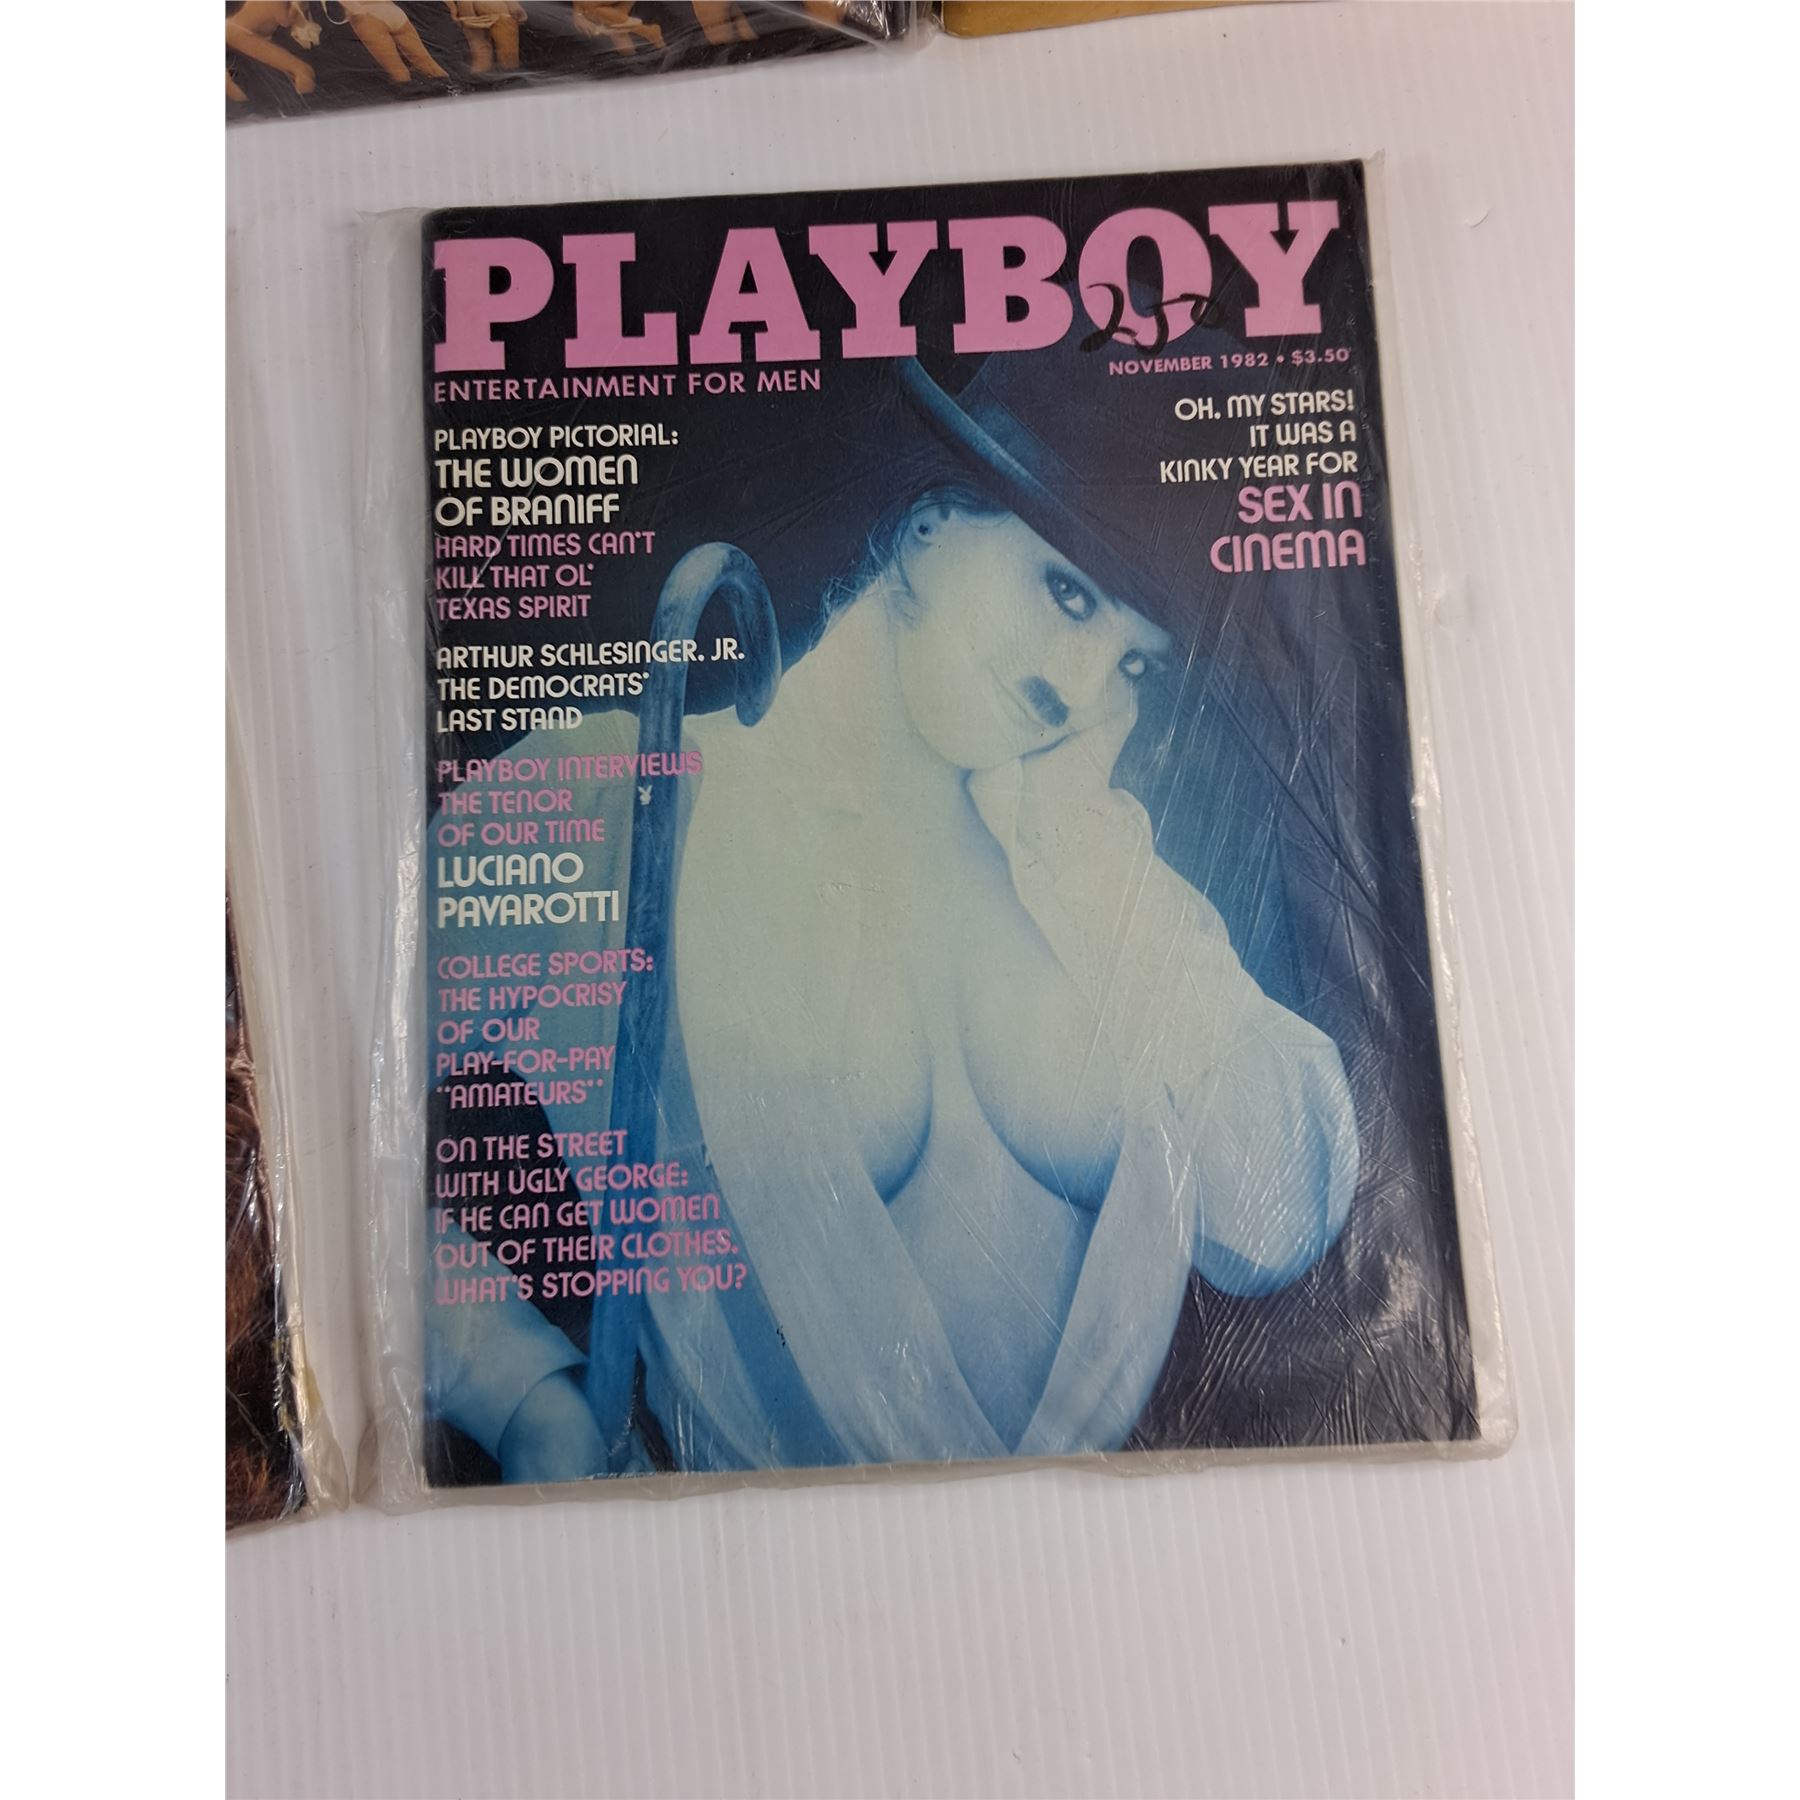 PLAYBOY
250
NOVEMBER 1982 • $3.50
ENTERTAINMENT FOR MEN
PLAYBOY PICTORIAL:
THE WOMEN
OF BRANIFF
HARD TIMES CAN'T
KILL THAT OL'
TEXAS SPIRIT
ARTHUR SCHLESINGER, JR.
THE DEMOCRATS'
LAST STAND
PLAYBOY INTERVIEWS
THE TENOR
OF OUR TIME
LUCIANO
PAVAROTTI
COLLEGE SPORTS:
THE HYPOCRISY
OF OUR
PLAY-FOR-PAY
"AMATEURS"
ON THE STREET
WITH UGLY GEORGE:
IF HE CAN GET WOMEN
OUT OF THEIR CLOTHES,
WHAT'S STOPPING YOU?
OH, MY STARS!
IT WAS A
KINKY YEAR FOR
SEX IN
CINEMA